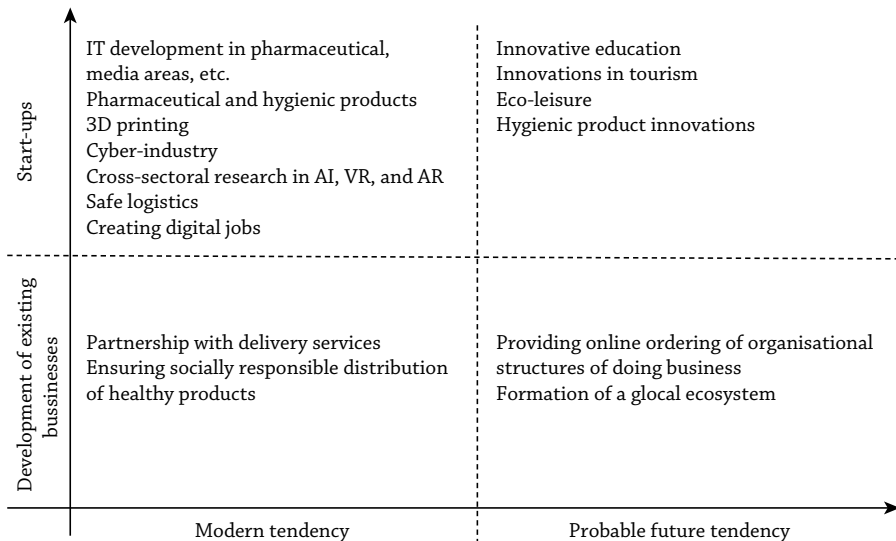 Start-ups
IT development in pharmaceutical,
media areas, etc.
Pharmaceutical and hygienic products
3D printing
Cyber-industry
Cross-sectoral research in AI, VR, and AR
Safe logistics
Creating digital jobs
Innovative education
Innovations in tourism
Eco-leisure
Hygienic product innovations
Development of existing
bussinesses
Partnership with delivery services
Ensuring socially responsible distribution
of healthy products
Providing online ordering of organisational
structures of doing business
Formation of a glocal ecosystem
Modern tendency
Probable future tendency